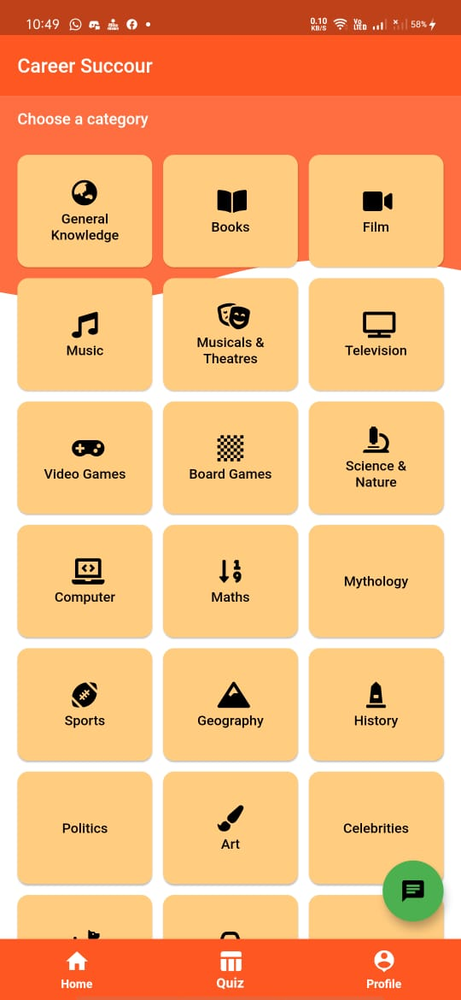 10:49
0.10
KB/S
Vo
LTE
58%
Career Succour
Choose a category
General
Knowledge
Books
Film
Music
Musicals &
Theatres
Television
Video Games
Board Games
Science &
Nature
Computer
1
9
Maths
Mythology
Sports
Geography
History
Politics
Art
Celebrities
Home
Quiz
Profile